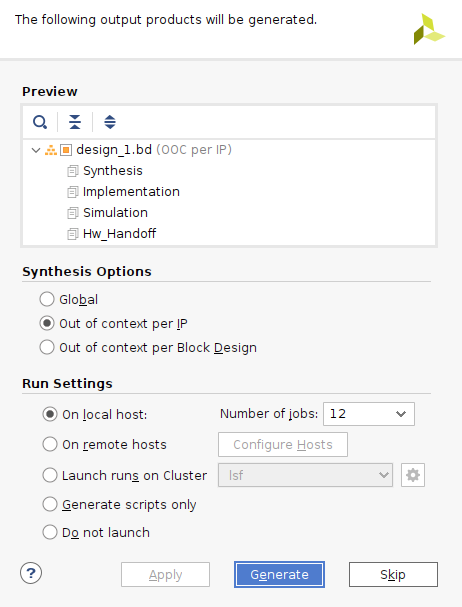 The following output products will be generated.
Preview
design_1.bd (OOC per IP)
Synthesis
Implementation
Simulation
Hw_Handoff
Synthesis Options
Global
Out of context per IP
Out of context per Block Design
Run Settings
On local host: Number of jobs: 12
On remote hosts Configure Hosts
Launch runs on Cluster lsf
Generate scripts only
Do not launch
? Apply Generate Skip